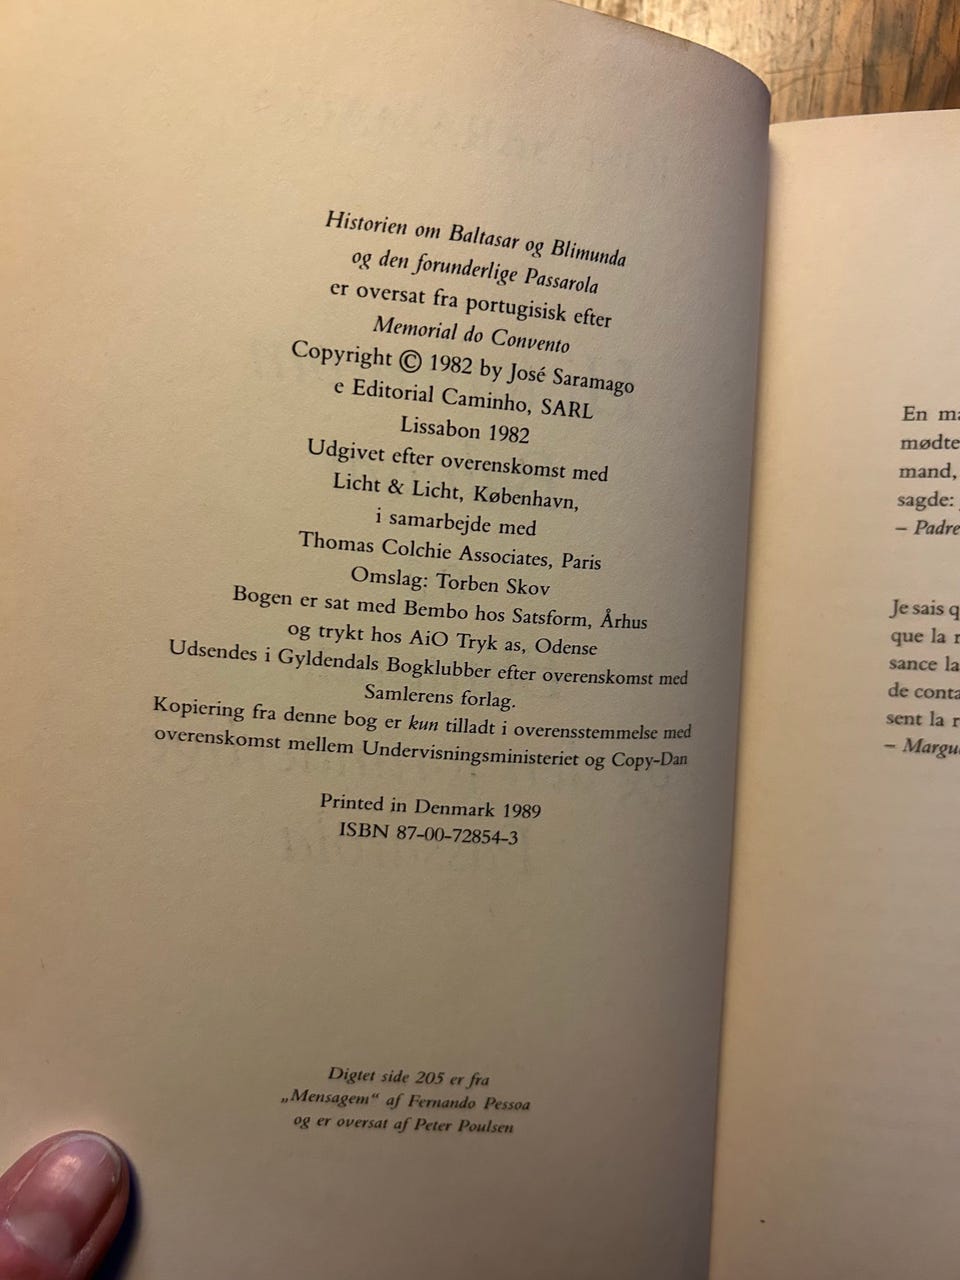 Historien om Baltasar og Blimunda
og den forunderlige Passarola
er oversat fra portugisisk efter
Memorial do Convento
Copyright © 1982 by José Saramago
e Editorial Caminho, SARL
Lissabon 1982
Udgivet efter overenskomst med
Licht & Licht, København,
i samarbejde med
Thomas Colchie Associates, Paris
Omslag: Torben Skov
Bogen er sat med Bembo hos Satsform, Århus
og trykt hos AiO Tryk as, Odense
Udsendes i Gyldendals Bogklubber efter overenskomst med
Samlerens forlag.
Kopiering fra denne bog er kun tilladt i overensstemmelse med
overenskomst mellem Undervisningsministeriet og Copy-Dan
Printed in Denmark 1989
ISBN 87-00-72854-3
Digtet side 205 er fra
„Mensagem“ af Fernando Pessoa
og er oversat af Peter Poulsen
En
mødte
mand,
sagde:
– Padre
Je sais
que la
sance la
de
sent la
–